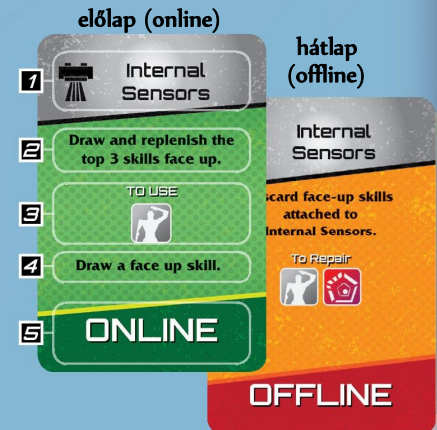 előlap (online)
hátlap
(offline)
1
Internal
Sensors
2
Draw and replenish the
top 3 skills face up.
3
TO USE
4
Draw a face up skill.
5
ONLINE
Internal
Sensors
scard face-up skills
attached to
Internal Sensors.
To Repair
OFFLINE